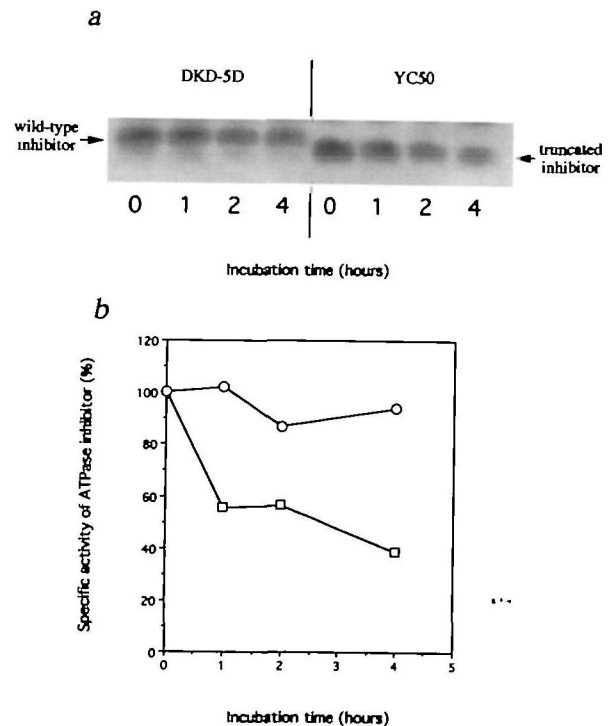 a
DKD-5D
YC50
wild-type
inhibitor
truncated
inhibitor
0 1 2 4 0 1 2 4
Incubation time (hours)
b
Specific activity of ATPase inhibitor (%)
120
100
80
60
40
20
0
0 1 2 3 4 5
Incubation time (hours)